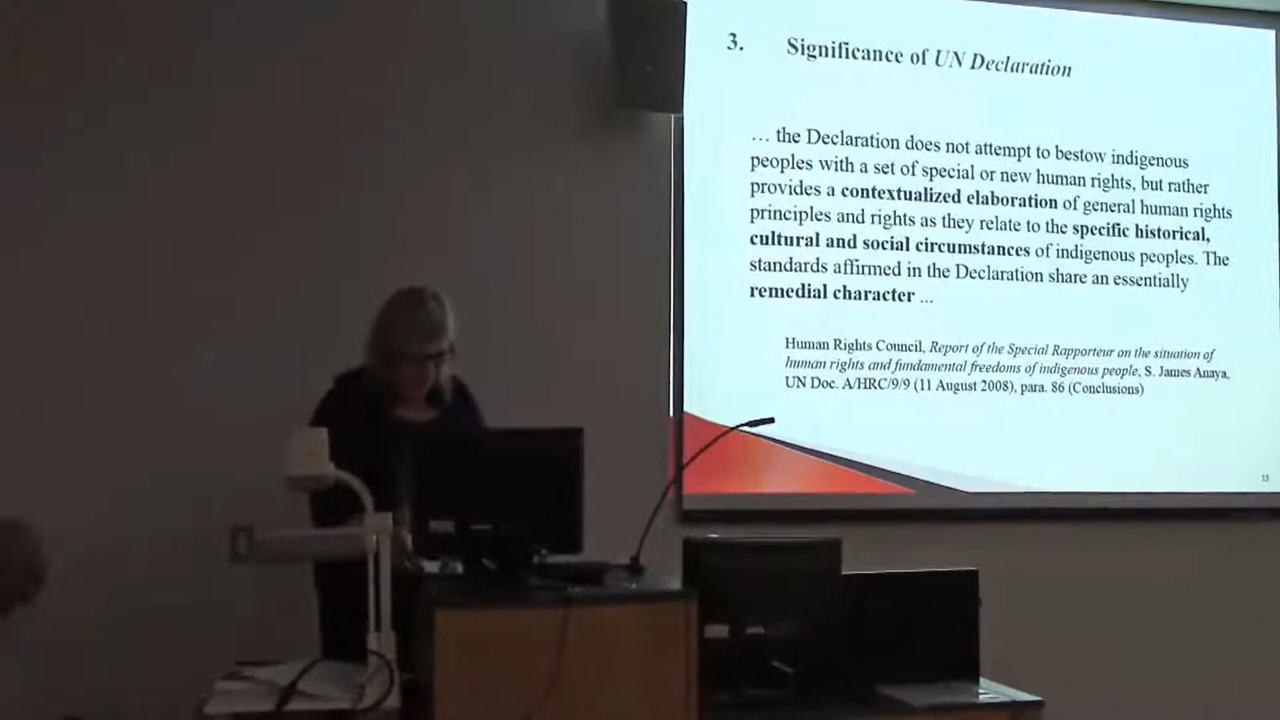 3. Significance of UN Declaration
… the Declaration does not attempt to bestow indigenous
peoples with a set of special or new human rights, but rather
provides a contextualized elaboration of general human rights
principles and rights as they relate to the specific historical,
cultural and social circumstances of indigenous peoples. The
standards affirmed in the Declaration share an essentially
remedial character ...
Human Rights Council, Report of the Special Rapporteur on the situation of
human rights and fundamental freedoms of indigenous people, S. James Anaya,
UN Doc. A/HRC/9/9 (11 August 2008), para. 86 (Conclusions)
13